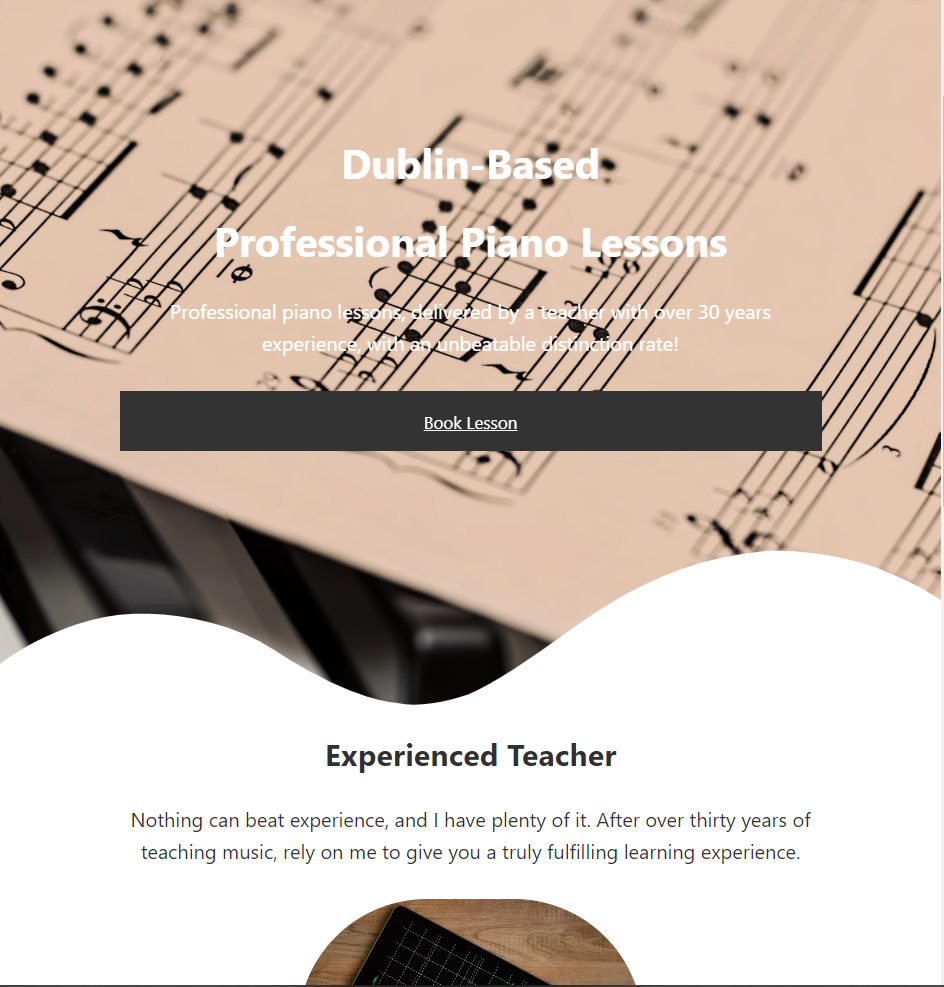 Dublin-Based
Professional Piano Lessons
Professional piano lessons, delivered by a teacher with over 30 years
experience, with an unbeatable distinction rate!
Book Lesson
Experienced Teacher
Nothing can beat experience, and I have plenty of it. After over thirty years of
teaching music, rely on me to give you a truly fulfilling learning experience.